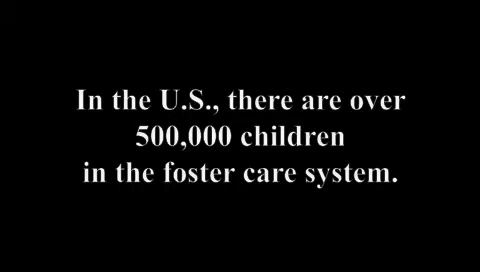 In the U.S., there are over
500,000 children
in the foster care system.